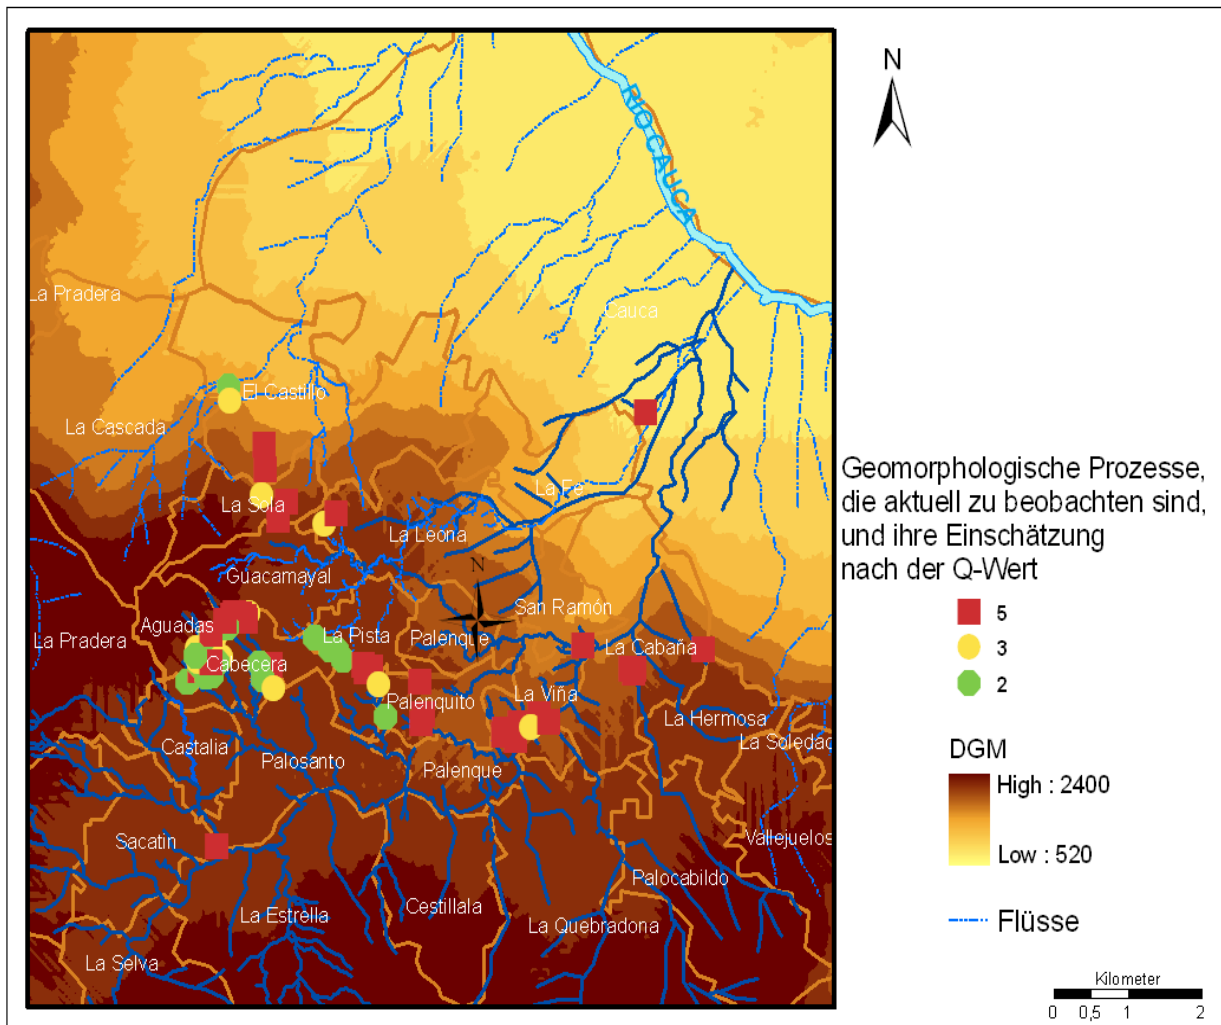 N
RIO CAUCA
La Pradera
Cauca
El Castillo
La Cascada
La Sola
La Fe
La Leona
Guacamayal
N
San Ramón
Aguadas
La Pista
Palenque
La Pradera
La Cabaña
Cabecera
La Viña
Palenquito
La Hermosa
Castalia
La Soledad
Palosanto
Palenque
Sacatin
Vallejuelos
Palocabildo
Cestillala
La Estrella
La Quebradona
La Selva
Geomorphologische Prozesse,
die aktuell zu beobachten sind,
und ihre Einschätzung
nach der Q-Wert
5
3
2
DGM
High : 2400
Low : 520
Flüsse
Kilometer
0 0,5 1 2